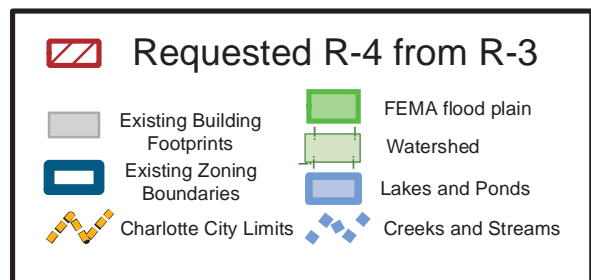 Requested R-4 from R-3
Existing Building
Footprints
Existing Zoning
Boundaries
Charlotte City Limits
FEMA flood plain
Watershed
Lakes and Ponds
Creeks and Streams